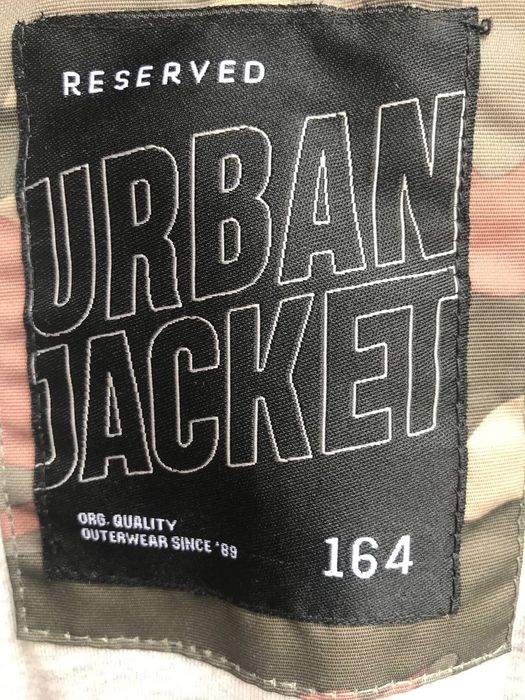 RESERVED
URBAN
JACKET
ORG. QUALITY
OUTERWEAR SINCE '89
164